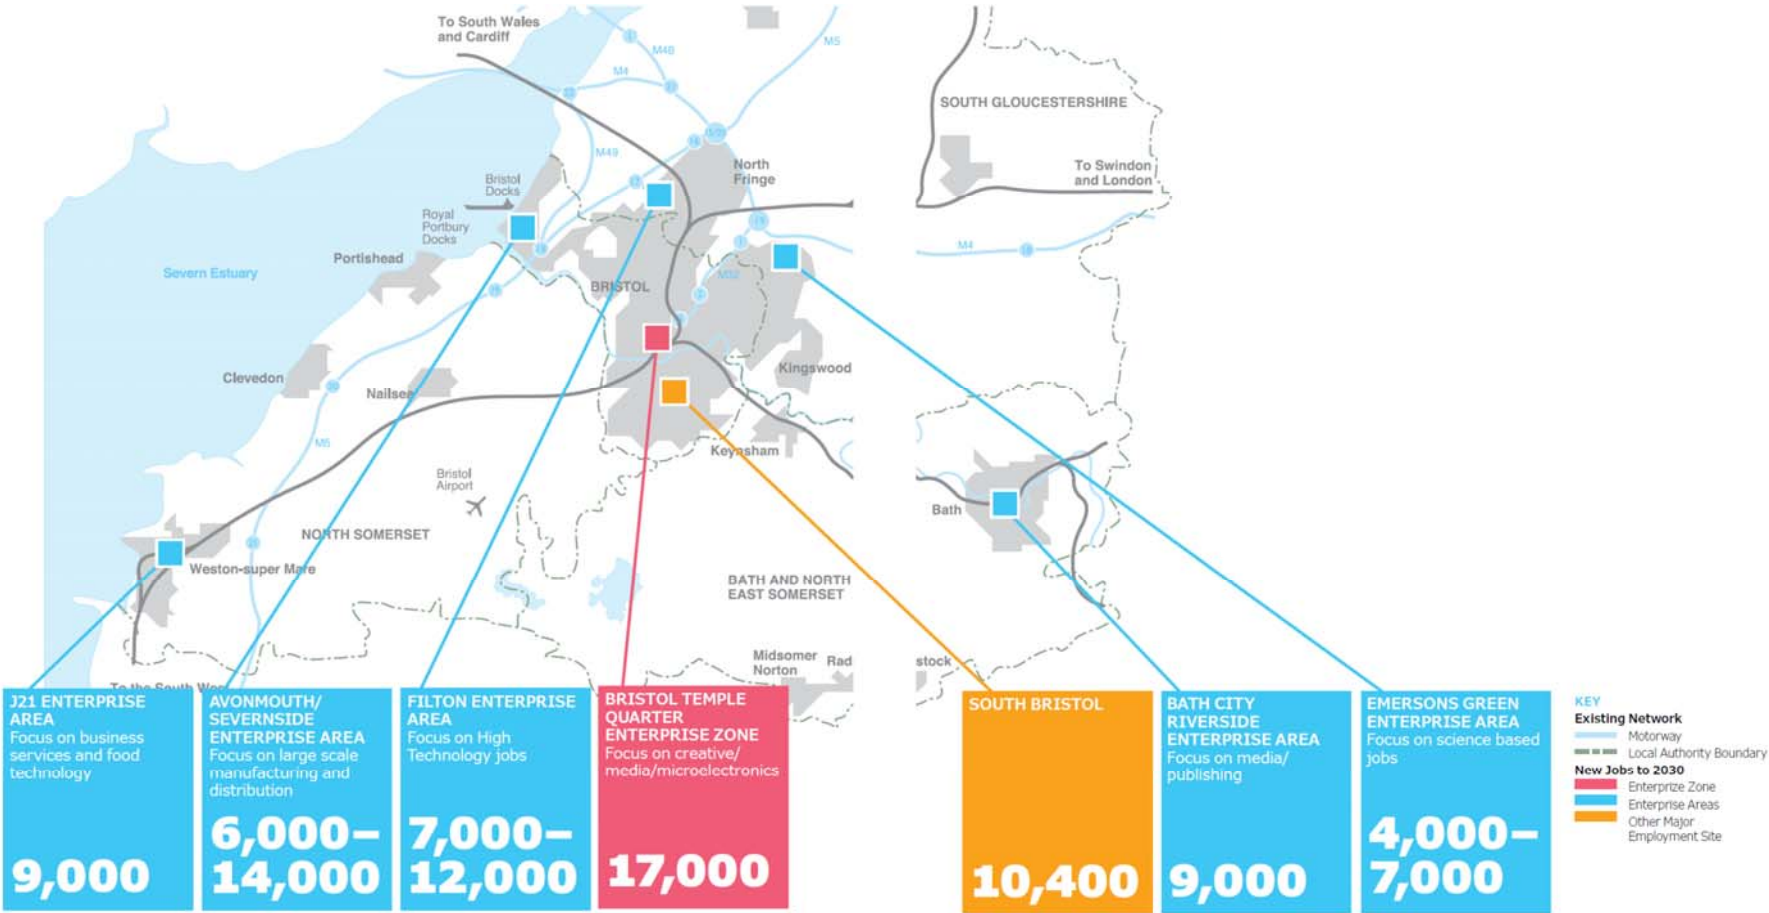 To South Wales
and Cardiff
M48
M5
M4
SOUTH GLOUCESTERSHIRE
M49
North
Fringe
To Swindon
and London
Bristol
Docks
Royal
Portbury
Docks
Portishead
M4
Severn Estuary
M32
BRISTOL
Kingswood
Clevedon
Nailsea
M5
Keynsham
Bristol
Airport
Bath
NORTH SOMERSET
Weston-super Mare
BATH AND NORTH
EAST SOMERSET
Midsomer
Norton
Rad
stock
To the South Wes
J21 ENTERPRISE
AREA
Focus on business
services and food
technology
9,000
AVONMOUTH/
SEVERNSIDE
ENTERPRISE AREA
Focus on large scale
manufacturing and
distribution
6,000–
14,000
FILTON ENTERPRISE
AREA
Focus on High
Technology jobs
7,000–
12,000
BRISTOL TEMPLE
QUARTER
ENTERPRISE ZONE
Focus on creative/
media/microelectronics
17,000
SOUTH BRISTOL
10,400
BATH CITY
RIVERSIDE
ENTERPRISE AREA
Focus on media/
publishing
9,000
EMERSONS GREEN
ENTERPRISE AREA
Focus on science based
jobs
4,000–
7,000
KEY
Existing Network
Motorway
Local Authority Boundary
New Jobs to 2030
Enterprize Zone
Enterprise Areas
Other Major
Employment Site